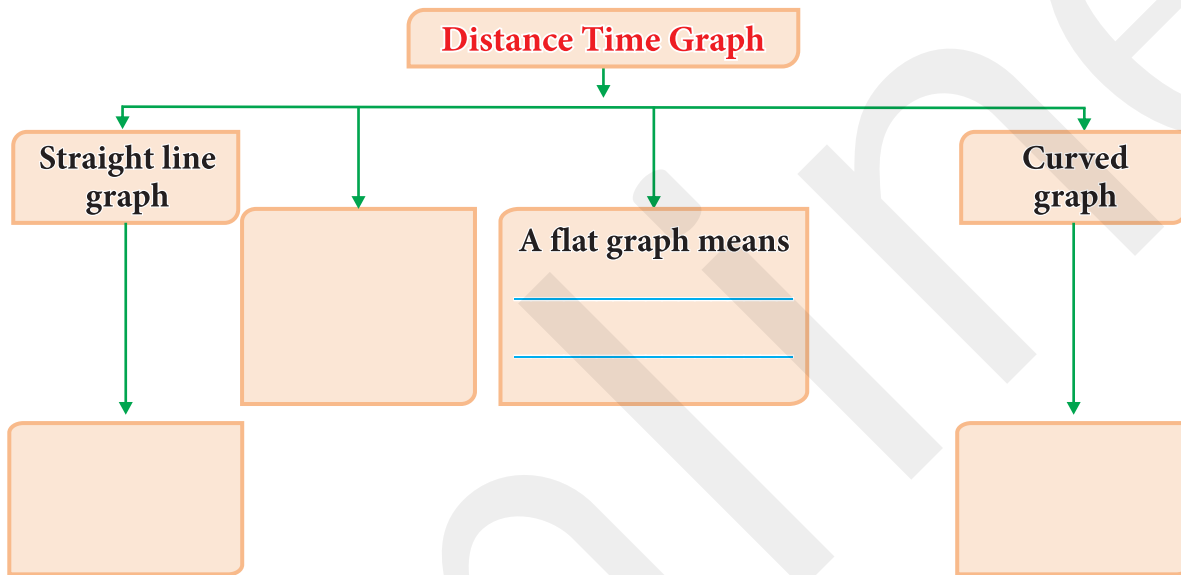 Distance Time Graph
Straight line
graph
A flat graph means
Curved
graph